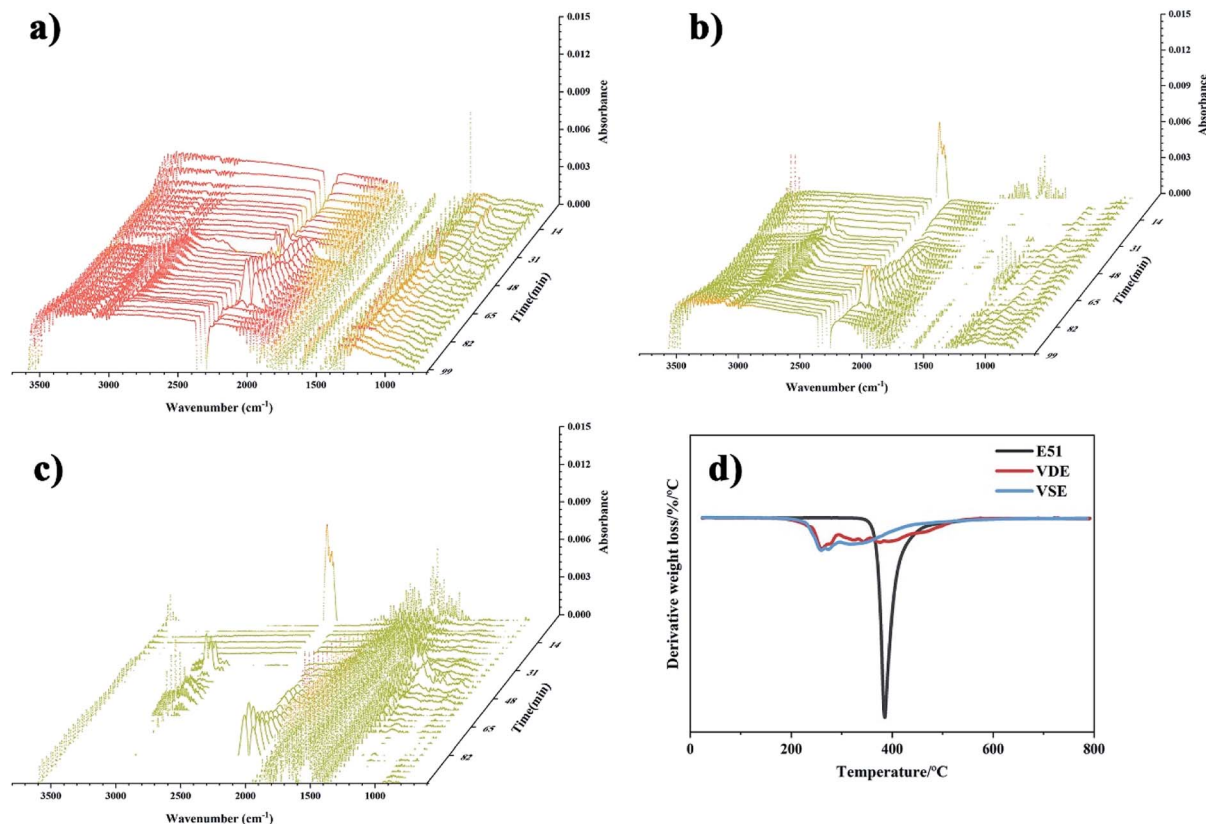 a)
0.015
0.012
0.009
0.006
0.003
0.000
Absorbance
14
31
48
65
82
99
Time(min)
3500 3000 2500 2000 1500 1000
Wavenumber (cm⁻¹)
b)
0.015
0.012
0.009
0.006
0.003
0.000
Absorbance
14
31
48
65
82
99
Time(min)
3500 3000 2500 2000 1500 1000
Wavenumber (cm⁻¹)
c)
0.015
0.012
0.009
0.006
0.003
0.000
Absorbance
14
31
48
65
82
Time(min)
3500 3000 2500 2000 1500 1000
Wavenumber (cm⁻¹)
d)
E51
VDE
VSE
Derivative weight loss/%/°C
0 200 400 600 800
Temperature/°C